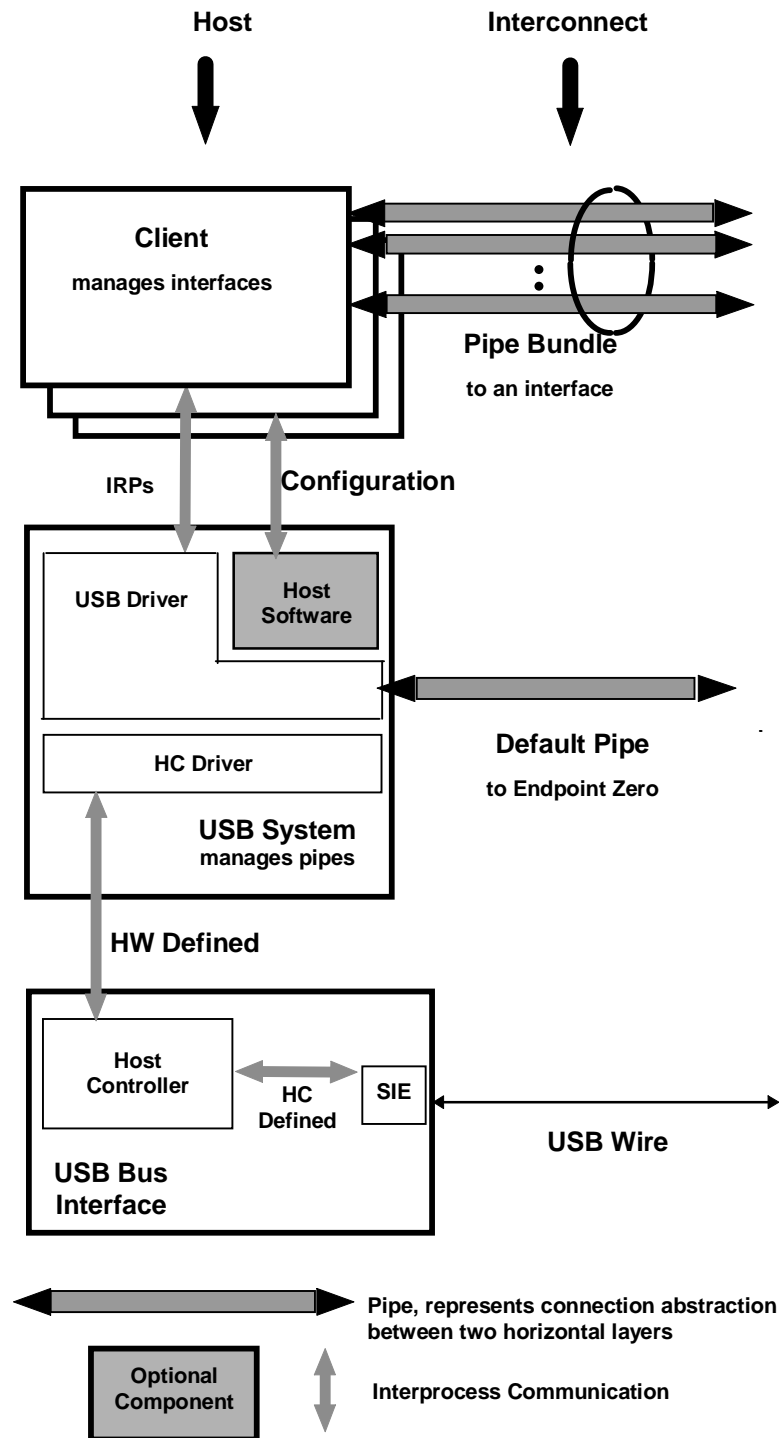 Host
Interconnect
Client
manages interfaces
Pipe Bundle
to an interface
IRPs
Configuration
USB Driver
Host
Software
HC Driver
Default Pipe
to Endpoint Zero
USB System
manages pipes
HW Defined
Host
Controller
HC
Defined
SIE
USB Wire
USB Bus
Interface
Pipe, represents connection abstraction
between two horizontal layers
Optional
Component
Interprocess Communication